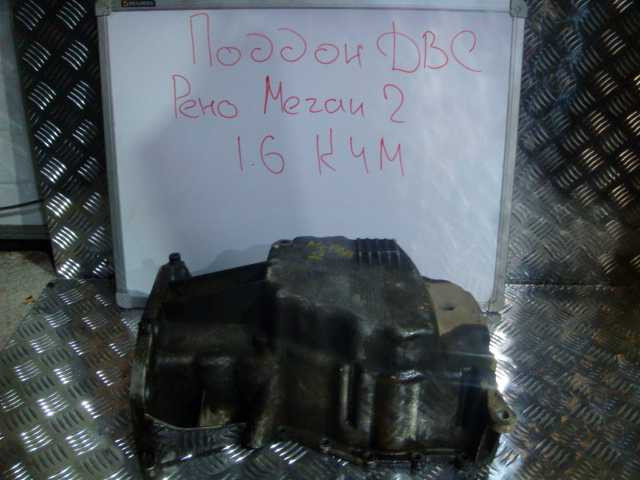 Поддон ДВС
Рено Меган 2
1.6 К4М